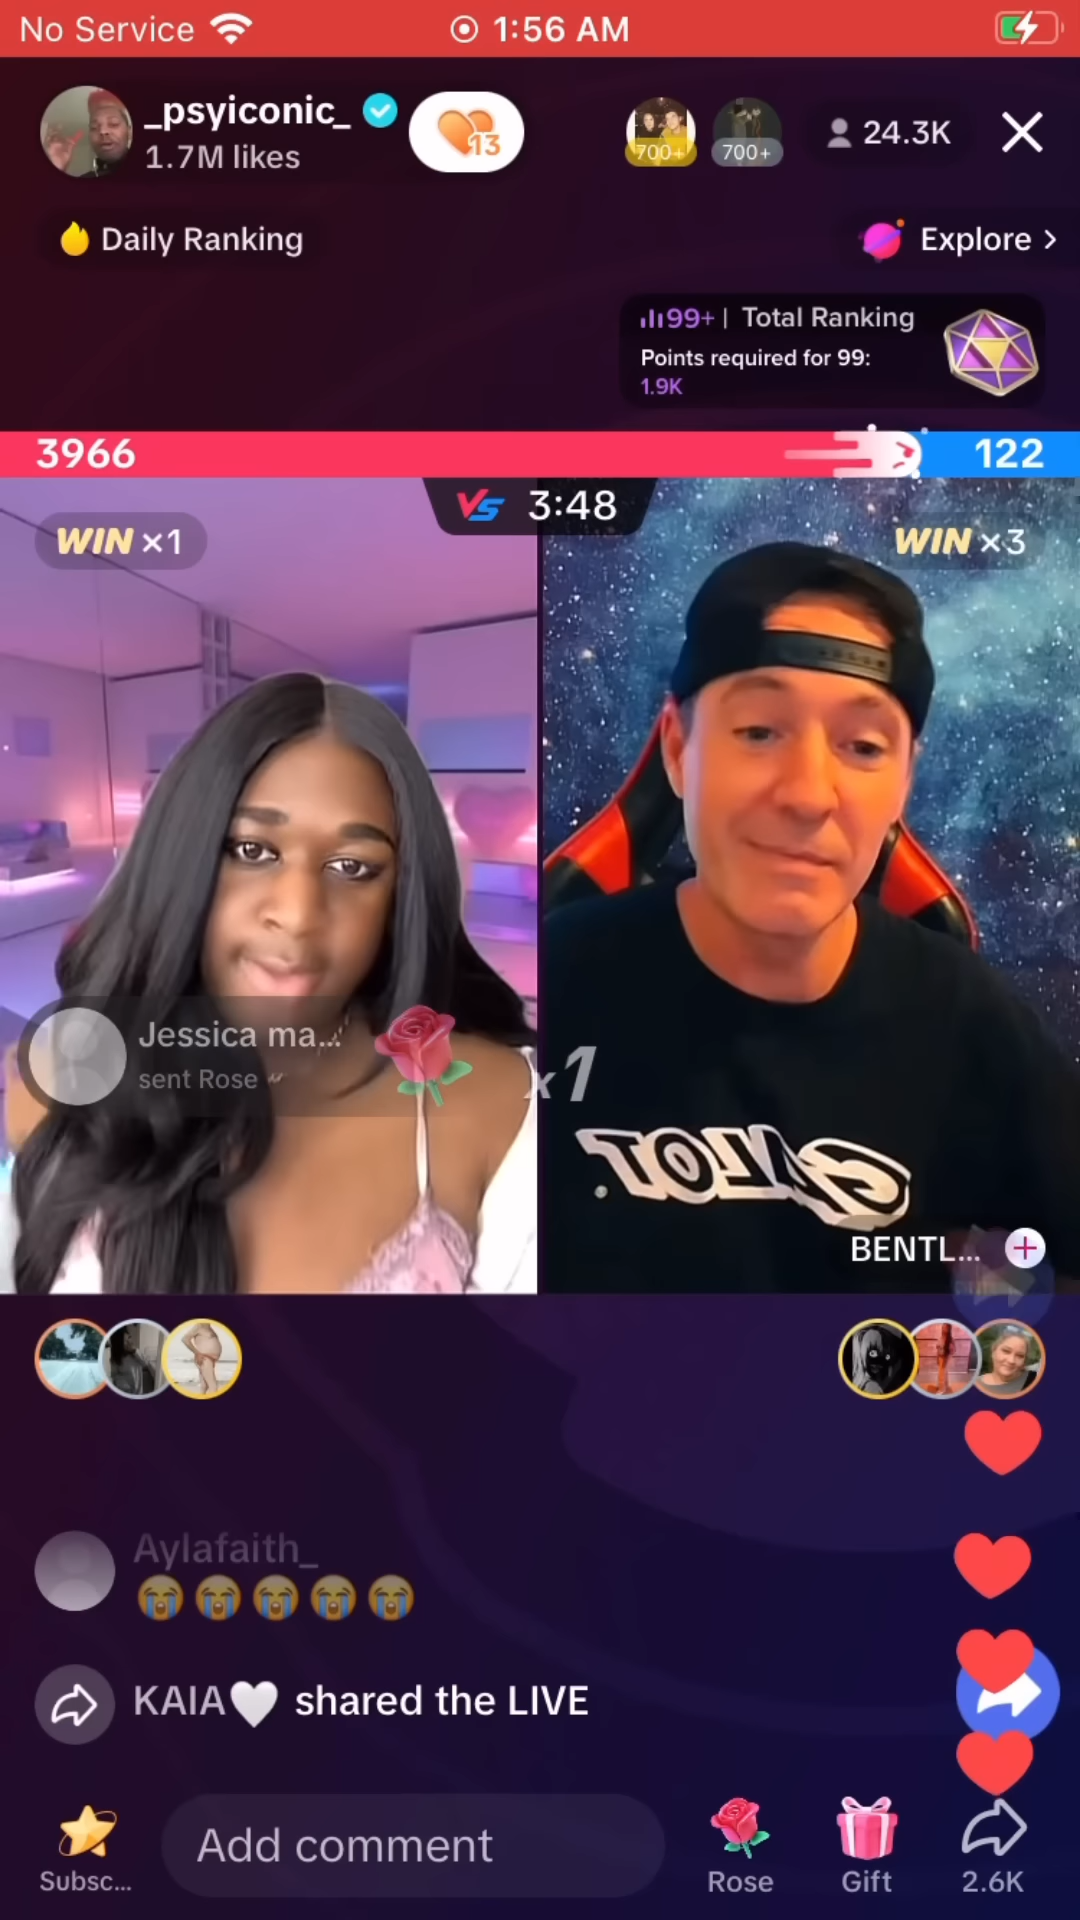 No Service 1:56 AM
_psyiconic_ 13 700+ 700+ 24.3K
1.7M likes
Daily Ranking Explore >
99+ | Total Ranking
Points required for 99:
1.9K
3966 122
VS 3:48
WIN x1 WIN x3
Jessica ma...
sent Rose
x1
GALOT.
BENTL... +
Aylafaith_
😭😭😭😭😭
KAIA🤍 shared the LIVE
Add comment
Subsc... Rose Gift 2.6K